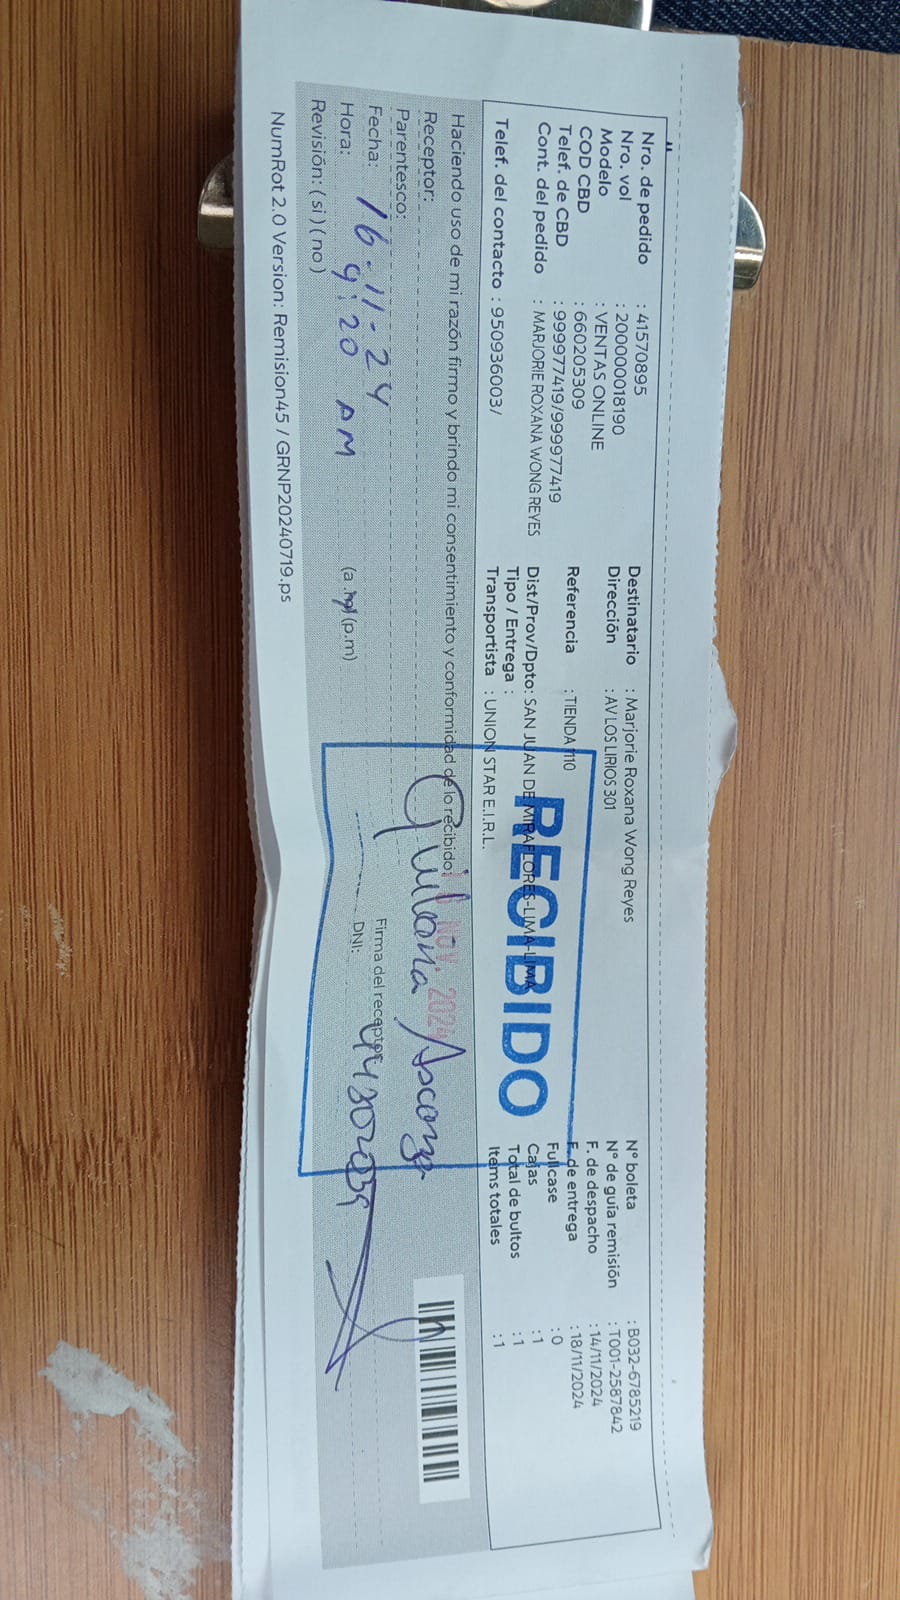 Nro. de pedido : 41570895
Nro. vol : 200000018190
Modelo : VENTAS ONLINE
COD CBD : 660205309
Telef. de CBD : 999977419/999977419
Cont. del pedido : MARJORIE ROXANA WONG REYES
Telef. del contacto : 950936003/
Destinatario : Marjorie Roxana Wong Reyes
Dirección : AV LOS LIRIOS 301
Referencia : TIENDA 1110
Dist/Prov/Dpto: SAN JUAN DE MIRAFLORES-LIMA-LIMA
Tipo / Entrega :
Transportista : UNION STAR E.I.R.L.
N° boleta : B032-6785219
N° de guia remisión : T001-2587842
F. de despacho : 14/11/2024
F. de entrega : 18/11/2024
Fullcase : 0
Cajas : 1
Total de bultos : 1
Items totales : 1
RECIBIDO
NOV. 2024
Haciendo uso de mi razón firmo y brindo mi consentimiento y conformidad de lo recibido
Receptor:
Giuliana Ascorza
Parentesco:
Fecha: 16-11-24
Hora: 9:20 AM (p.m)
Firma del receptor
DNI:
Revisión: ( si ) ( no )
NumRot 2.0 Version: Remision45 / GRNP20240719.ps